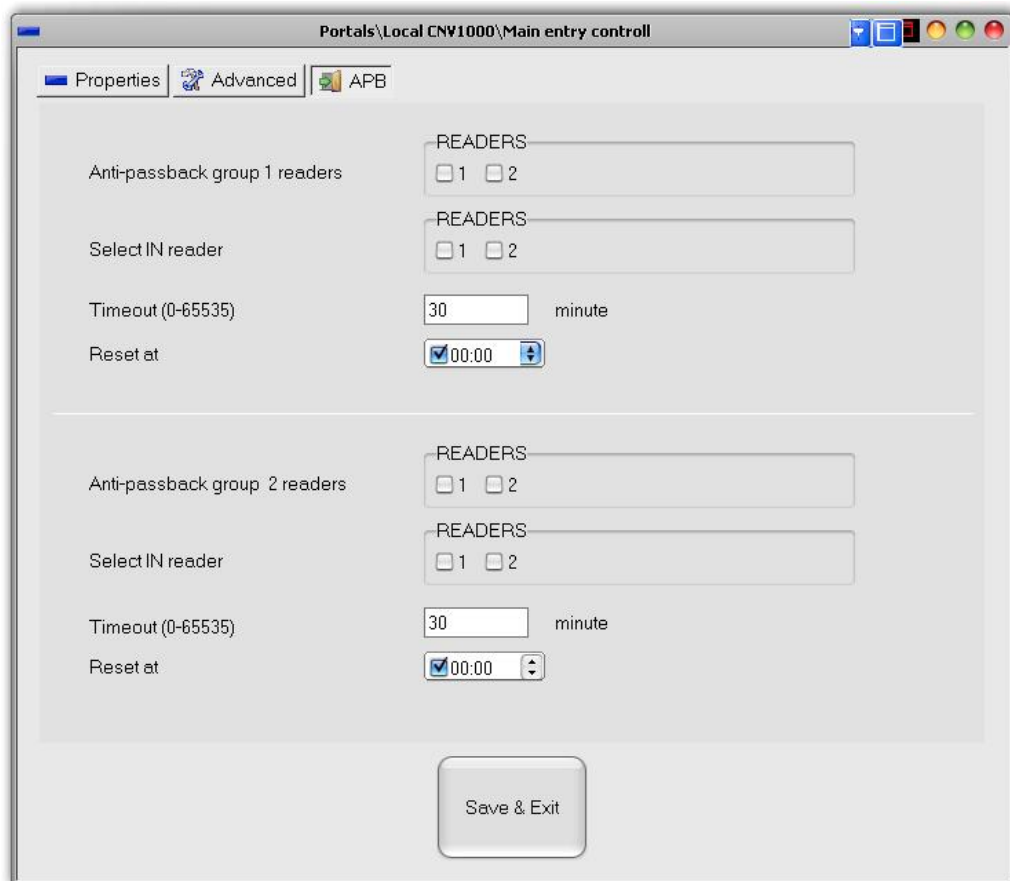 Portals\Local CNV1000\Main entry controll
Properties Advanced APB
READERS
Anti-passback group 1 readers 1 2
READERS
Select IN reader 1 2
Timeout (0-65535) 30 minute
Reset at 00:00
READERS
Anti-passback group  2 readers 1 2
READERS
Select IN reader 1 2
Timeout (0-65535) 30 minute
Reset at 00:00
Save & Exit